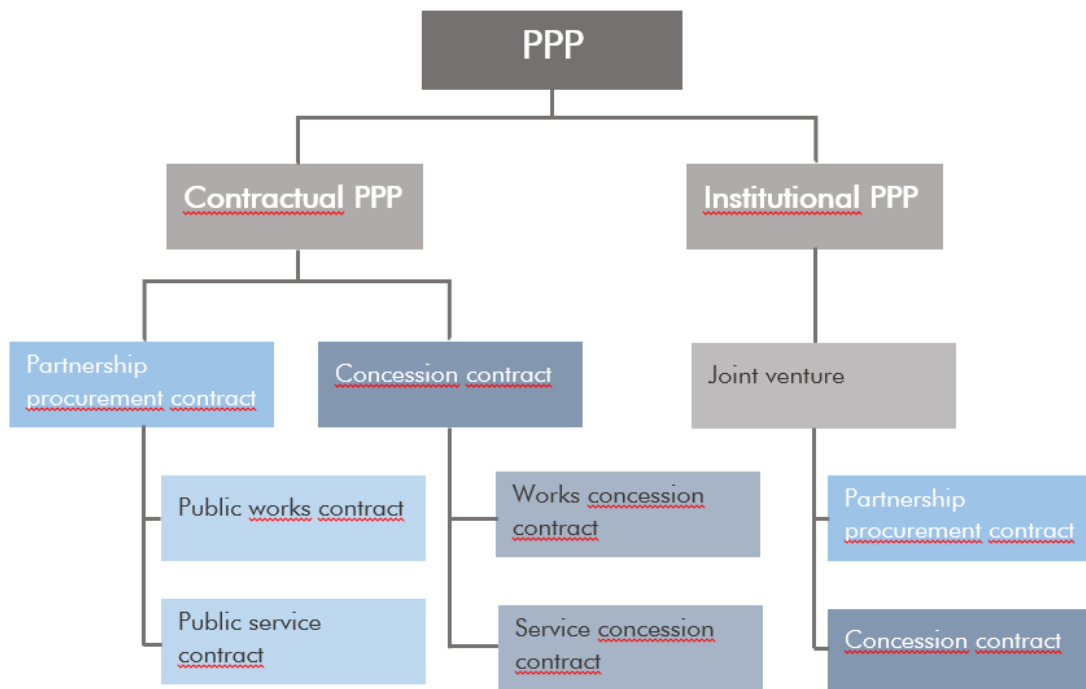 PPP
Contractual PPP
Institutional PPP
Partnership
procurement contract
Concession contract
Joint venture
Public works contract
Works concession
contract
Partnership
procurement contract
Public service
contract
Service concession
contract
Concession contract